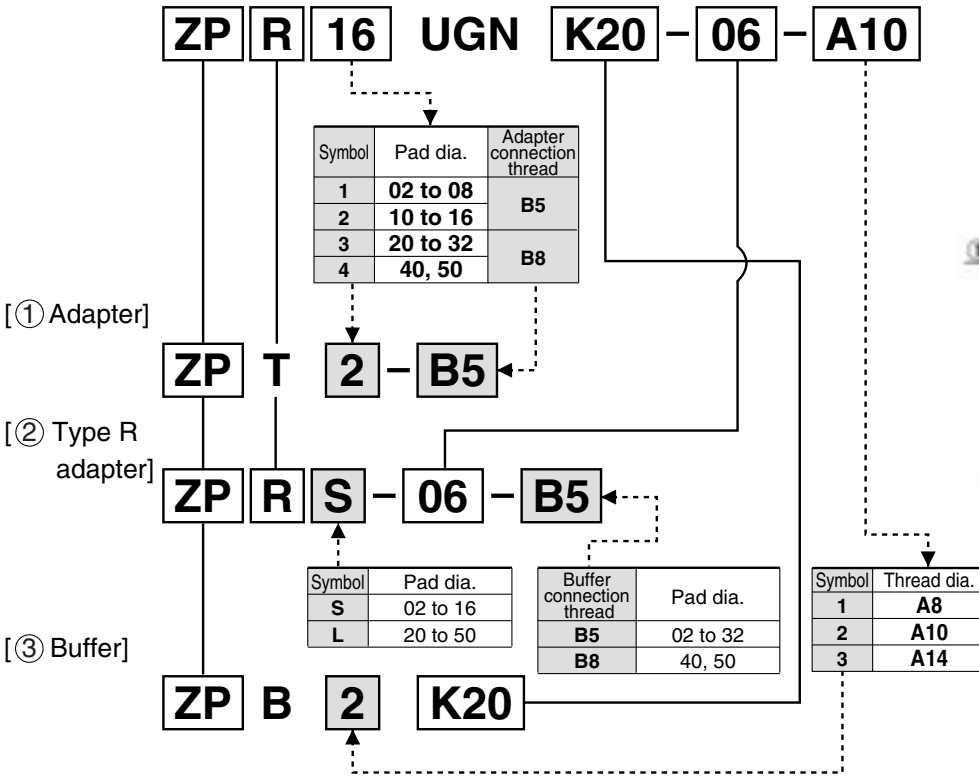 ZP R 16 UGN K20 – 06 – A10
Symbol Pad dia. Adapter connection thread
1 02 to 08 B5
2 10 to 16
3 20 to 32 B8
4 40, 50
[① Adapter]
ZP T 2 – B5
[② Type R
adapter]
ZP R S – 06 – B5
Symbol Pad dia.
S 02 to 16
L 20 to 50
Buffer connection thread Pad dia.
B5 02 to 32
B8 40, 50
Symbol Thread dia.
1 A8
2 A10
3 A14
[③ Buffer]
ZP B 2 K20